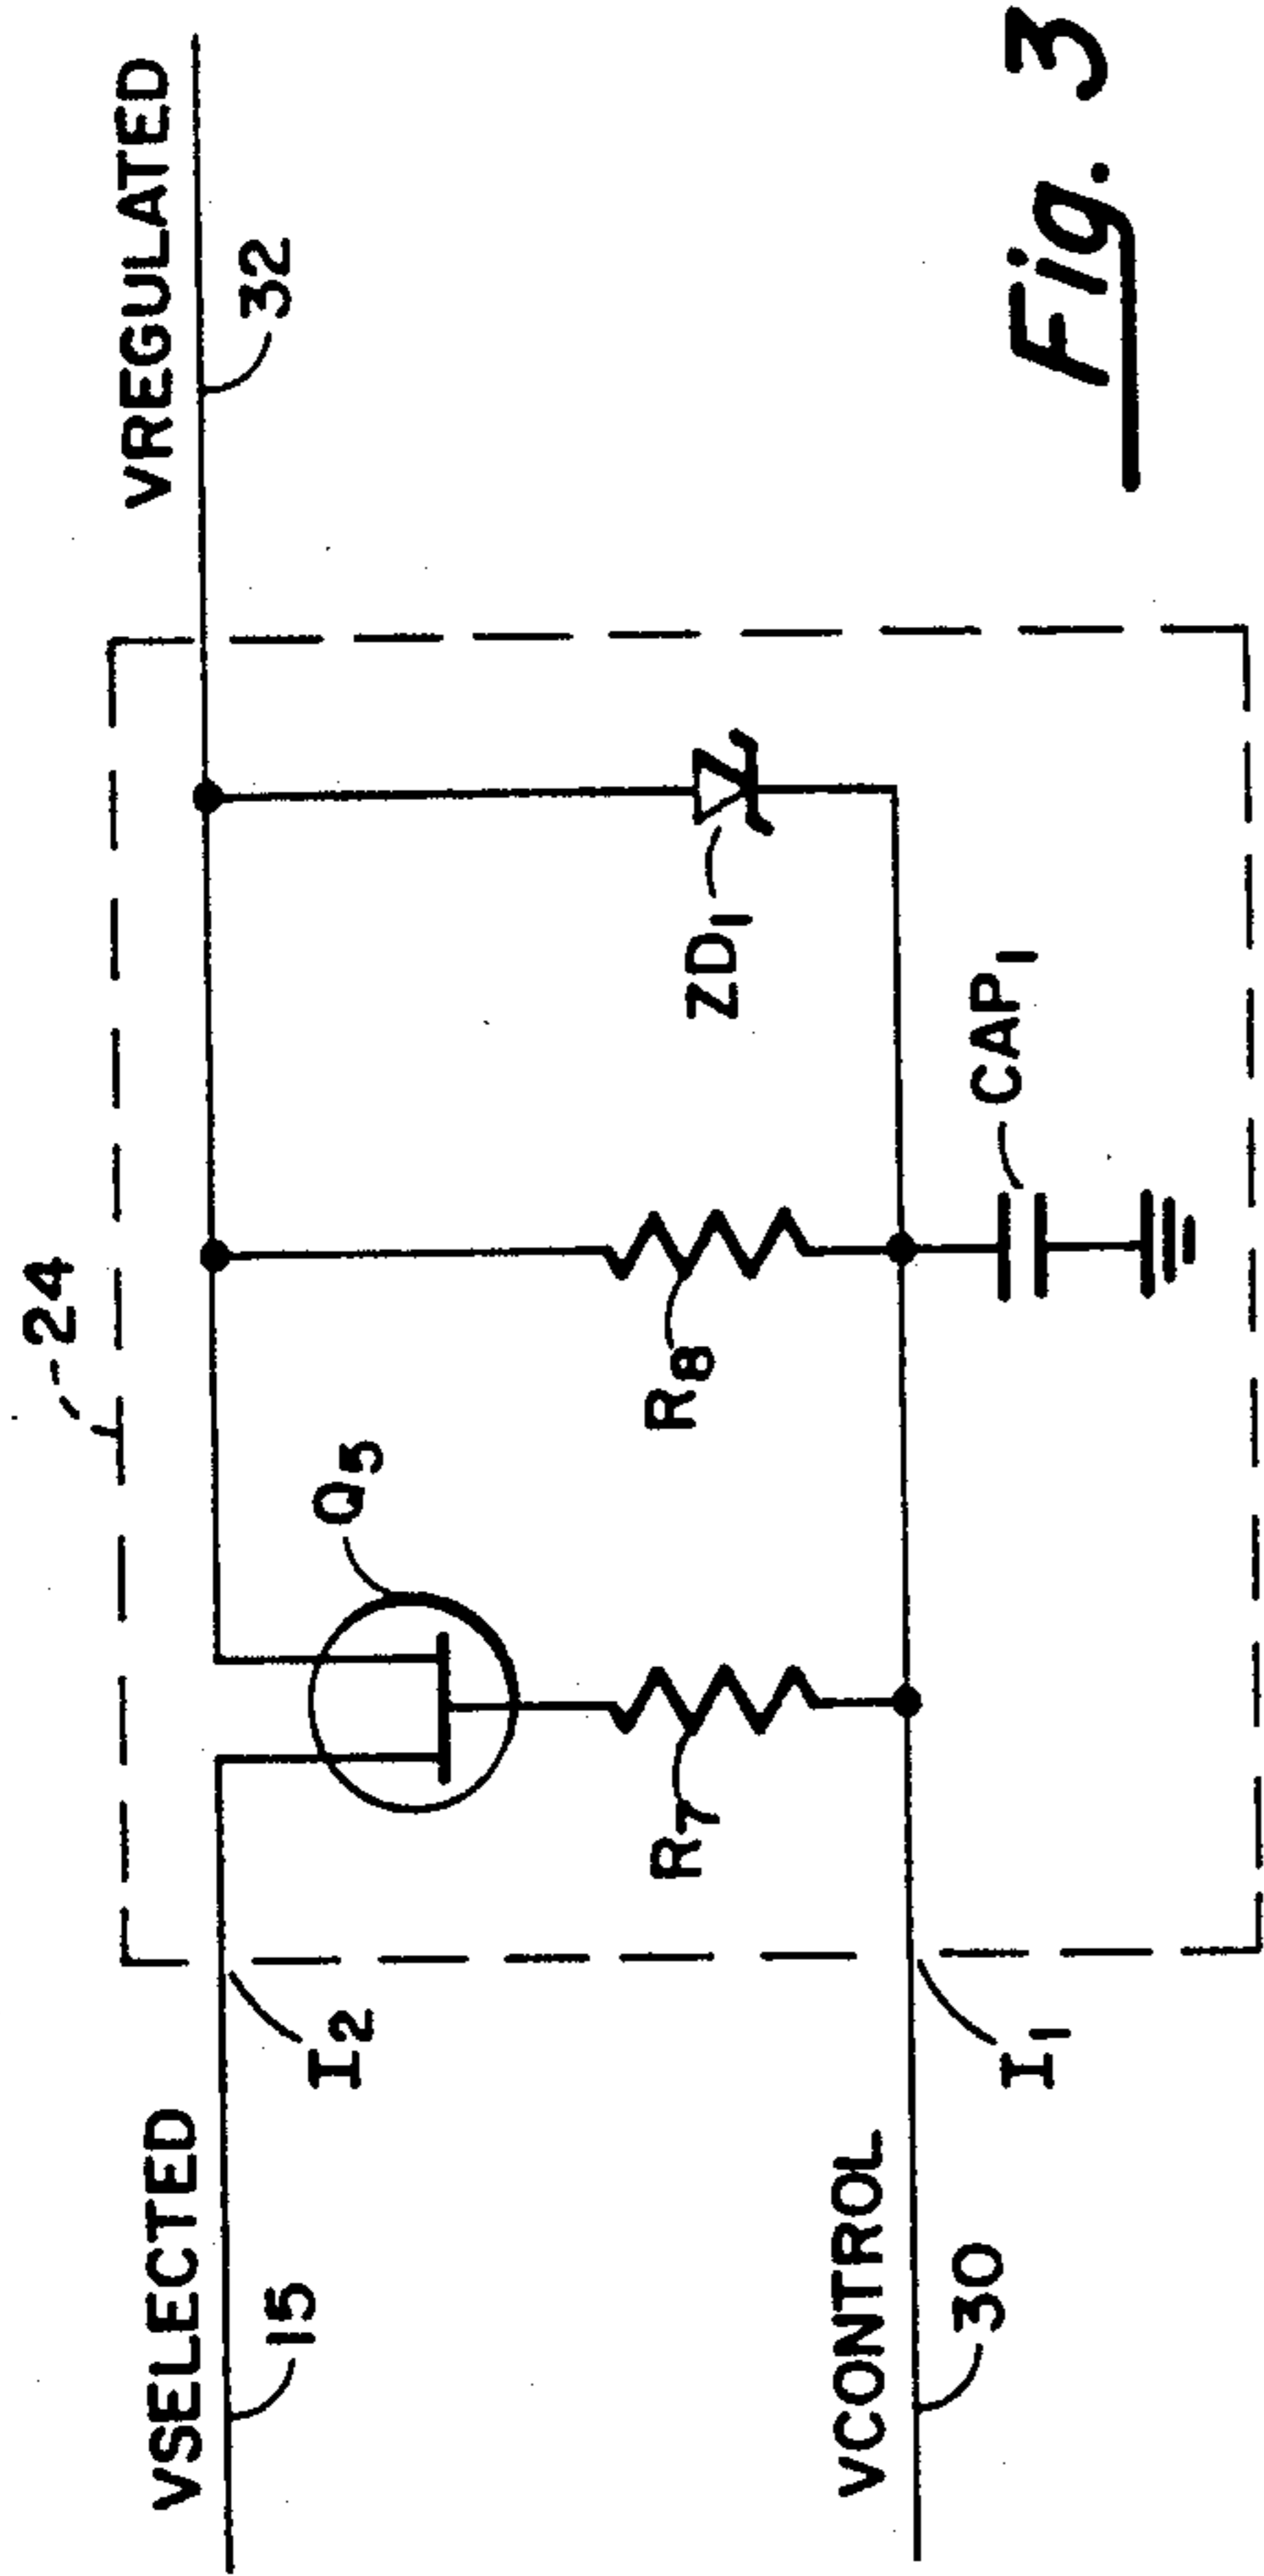 24
VSELECTED
VREGULATED
15
I2
Q5
32
R7
R8
ZD1
VCONTROL
CAP1
30
I1
Fig. 3